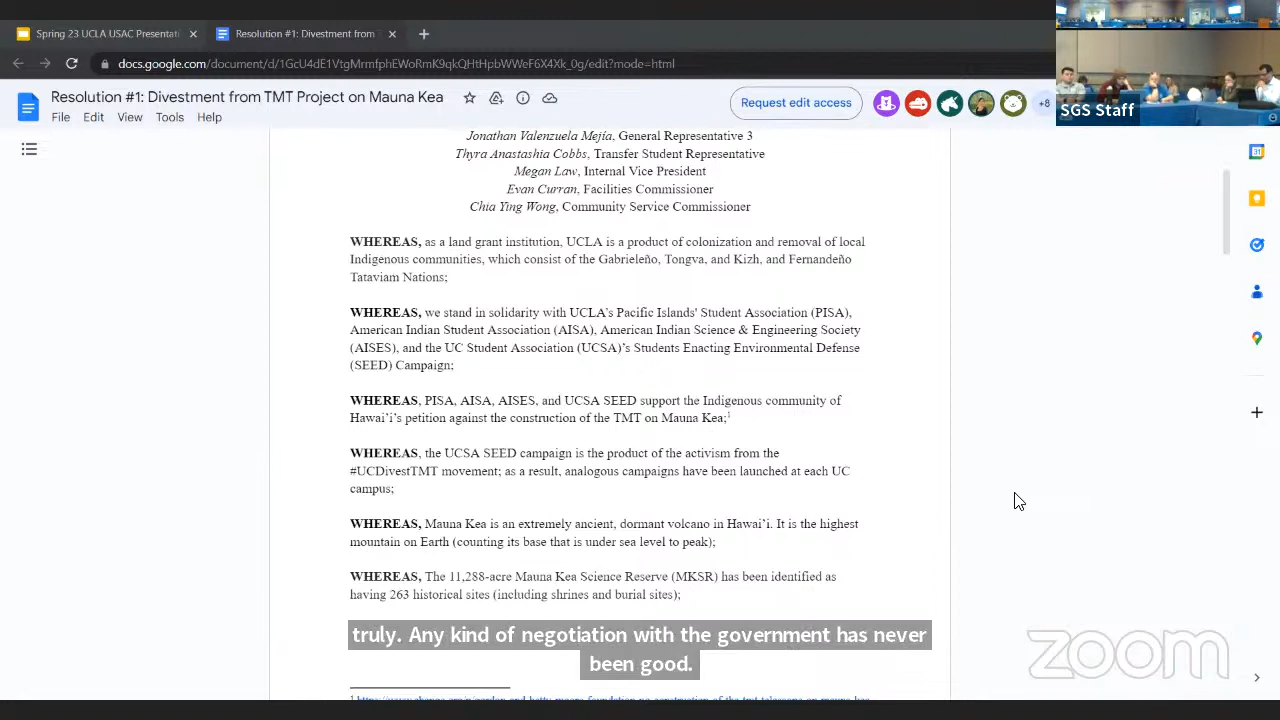 Spring 23 UCLA USAC Presentati
Resolution #1: Divestment from
docs.google.com/document/d/1GcU4dE1VtgMrmfphEWoRmK9qkQHtHpbWWeF6X4Xk_0g/edit?mode=html
Resolution #1: Divestment from TMT Project on Mauna Kea
File Edit View Tools Help
Request edit access
+8
SGS Staff
31
Jonathan Valenzuela Mejia, General Representative 3
Thyra Anastashia Cobbs, Transfer Student Representative
Megan Law, Internal Vice President
Evan Curran, Facilities Commissioner
Chia Ying Wong, Community Service Commissioner
WHEREAS, as a land grant institution, UCLA is a product of colonization and removal of local
Indigenous communities, which consist of the Gabrieleño, Tongva, and Kizh, and Fernandeño
Tataviam Nations;
WHEREAS, we stand in solidarity with UCLA's Pacific Islands' Student Association (PISA),
American Indian Student Association (AISA), American Indian Science & Engineering Society
(AISES), and the UC Student Association (UCSA)'s Students Enacting Environmental Defense
(SEED) Campaign;
WHEREAS, PISA, AISA, AISES, and UCSA SEED support the Indigenous community of
Hawai'i's petition against the construction of the TMT on Mauna Kea;1
WHEREAS, the UCSA SEED campaign is the product of the activism from the
#UCDivestTMT movement; as a result, analogous campaigns have been launched at each UC
campus;
WHEREAS, Mauna Kea is an extremely ancient, dormant volcano in Hawai'i. It is the highest
mountain on Earth (counting its base that is under sea level to peak);
WHEREAS, The 11,288-acre Mauna Kea Science Reserve (MKSR) has been identified as
having 263 historical sites (including shrines and burial sites);
truly. Any kind of negotiation with the government has never
been good.
zoom